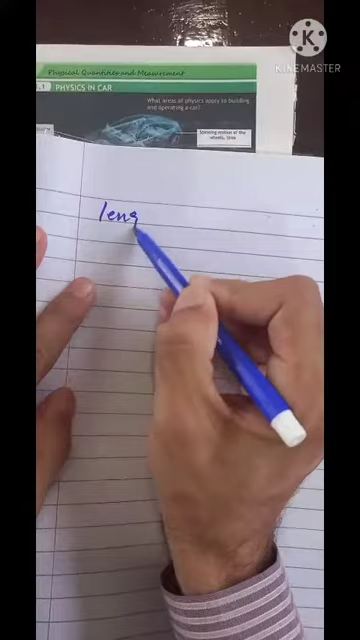 K
KINEMASTER
Physical Quantities and Measurement
.1 PHYSICS IN CAR
What areas of physics apply to building
and operating a car?
Spinning motion of the
wheels,
leng